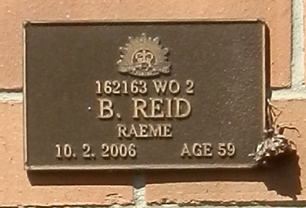 162163 WO 2
B. REID
RAEME
10. 2. 2006 AGE 59